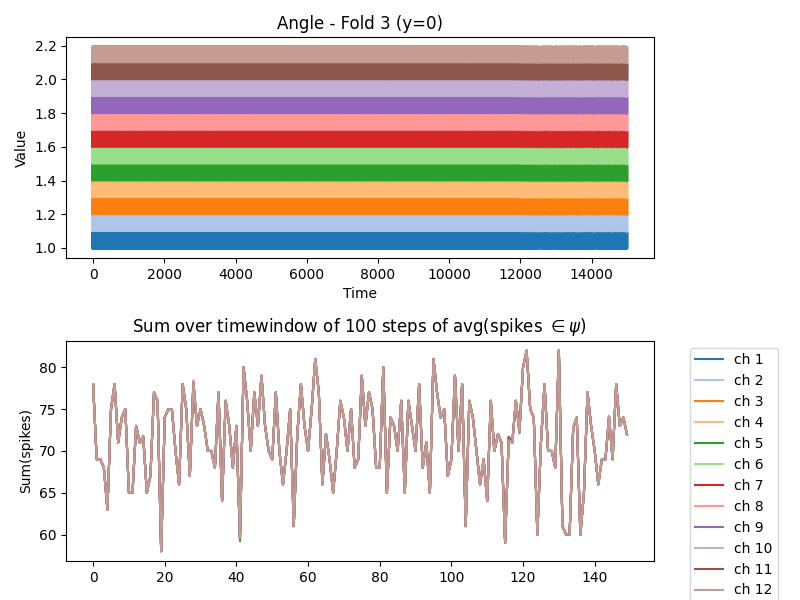 Angle - Fold 3 (y=0)
Value
2.2
2.0
1.8
1.6
1.4
1.2
1.0
0 2000 4000 6000 8000 10000 12000 14000
Time
Sum over timewindow of 100 steps of avg(spikes ∈ ψ)
Sum(spikes)
80
75
70
65
60
0 20 40 60 80 100 120 140
ch 1
ch 2
ch 3
ch 4
ch 5
ch 6
ch 7
ch 8
ch 9
ch 10
ch 11
ch 12